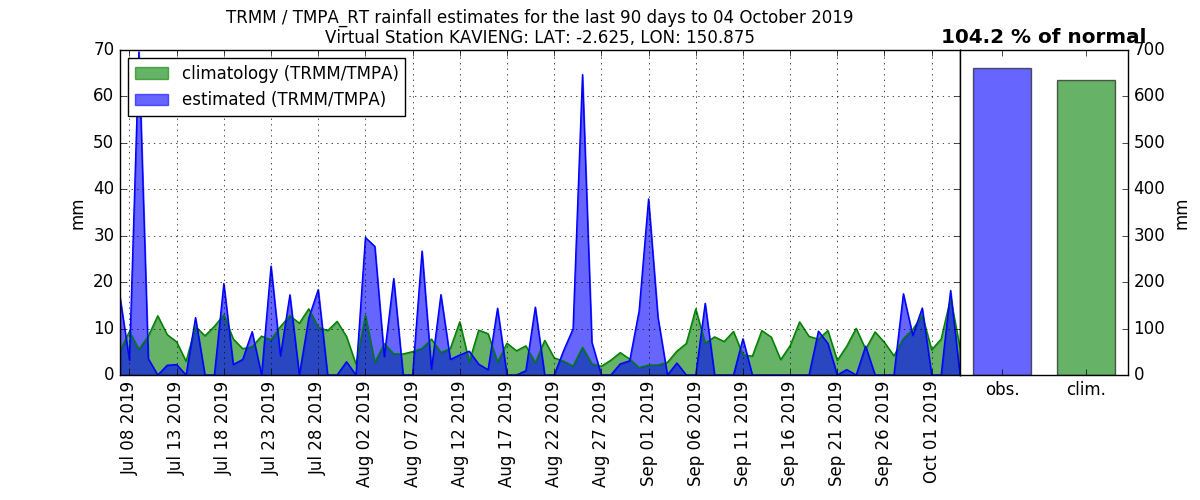 TRMM / TMPA_RT rainfall estimates for the last 90 days to 04 October 2019
Virtual Station KAVIENG: LAT: -2.625, LON: 150.875
104.2 % of normal
climatology (TRMM/TMPA)
estimated (TRMM/TMPA)
70
60
50
40
30
20
10
0
mm
Jul 08 2019
Jul 13 2019
Jul 18 2019
Jul 23 2019
Jul 28 2019
Aug 02 2019
Aug 07 2019
Aug 12 2019
Aug 17 2019
Aug 22 2019
Aug 27 2019
Sep 01 2019
Sep 06 2019
Sep 11 2019
Sep 16 2019
Sep 21 2019
Sep 26 2019
Oct 01 2019
700
600
500
400
300
200
100
0
mm
obs.
clim.